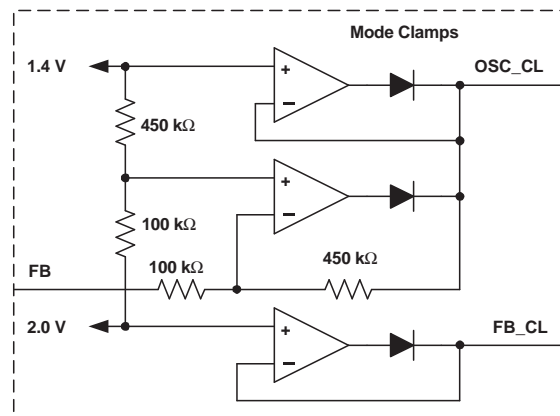 Mode Clamps
1.4 V
OSC_CL
+
−
450 kΩ
+
−
100 kΩ
450 kΩ
FB
100 kΩ
2.0 V
+
−
FB_CL